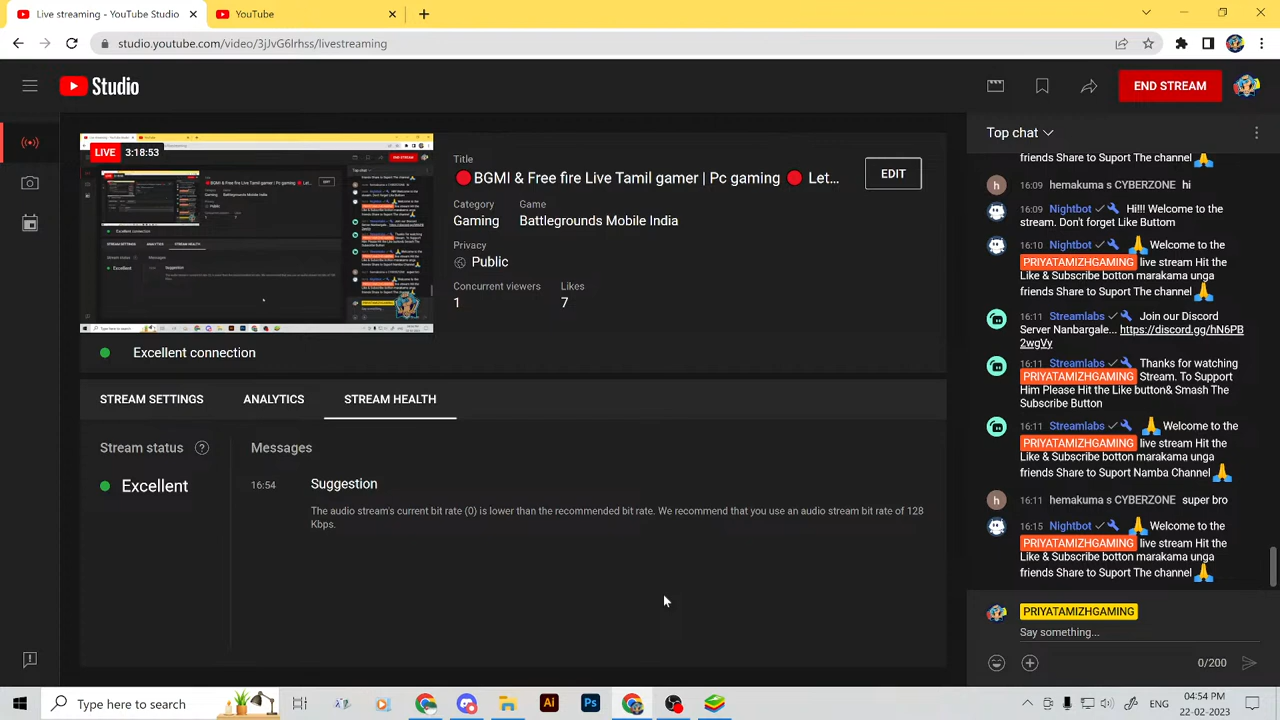 Live streaming - YouTube Studio
YouTube
studio.youtube.com/video/3jJvG6lrhss/livestreaming
Studio
END STREAM
LIVE 3:18:53
Title
🔴BGMI & Free fire Live Tamil gamer | Pc gaming 🔴 Let...
EDIT
Category
Game
Gaming
Battlegrounds Mobile India
Privacy
Public
Concurrent viewers
Likes
1
7
Excellent connection
STREAM SETTINGS
ANALYTICS
STREAM HEALTH
Stream status
Messages
Excellent
16:54
Suggestion
The audio stream's current bit rate (0) is lower than the recommended bit rate. We recommend that you use an audio stream bit rate of 128
Kbps.
Top chat
friends Share to Suport The channel 🙏
h 16:09 hemakuma s CYBERZONE hi
16:09 Nightbot hi!!! Welcome to the
stream. Dont Forget Like Button
16:10 Nightbot 🙏 Welcome to the
PRIYATAMIZHGAMING live stream Hit the
Like & Subscribe botton marakama unga
friends Share to Suport The channel 🙏
16:11 Streamlabs Join our Discord
Server Nanbargale... https://discord.gg/hN6PB
2wgVy
16:11 Streamlabs Thanks for watching
PRIYATAMIZHGAMING
Stream. To Support
Him Please Hit the Like button& Smash The
Subscribe Button
16:11 Streamlabs 🙏 Welcome to the
PRIYATAMIZHGAMING live stream Hit the
Like & Subscribe botton marakama unga
friends Share to Suport Namba Channel 🙏
h 16:11 hemakuma s CYBERZONE super bro
16:15 Nightbot 🙏 Welcome to the
PRIYATAMIZHGAMING live stream Hit the
Like & Subscribe botton marakama unga
friends Share to Suport The channel 🙏
PRIYATAMIZHGAMING
Say something...
0/200
Type here to search
Ai
Ps
ENG
04:54 PM
22-02-2023